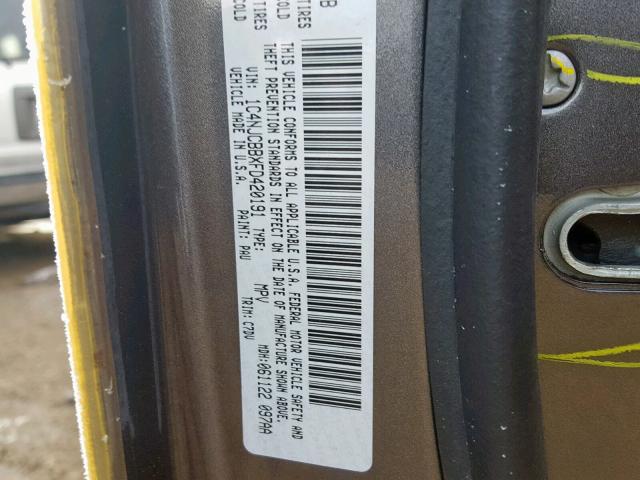 B
TIRES TIRES
COLD COLD
THIS VEHICLE CONFORMS TO ALL APPLICABLE U.S.A. FEDERAL MOTOR VEHICLE SAFETY AND
THEFT PREVENTION STANDARDS IN EFFECT ON THE DATE OF MANUFACTURE SHOWN ABOVE.
VIN: 1C4NJCBBXFD420191 TYPE: MPV MDH:061122 097AA
VEHICLE MADE IN U.S.A. PAINT: PAU TRIM: C7DV